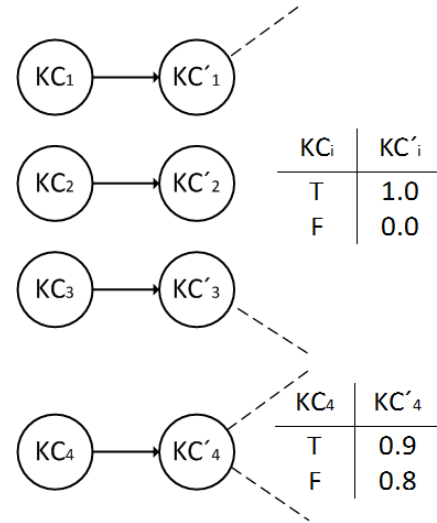 KC₁ KC´₁
KC₂ KC´₂
KCᵢ KC´ᵢ
T 1.0
F 0.0
KC₃ KC´₃
KC₄ KC´₄
KC₄ KC´₄
T 0.9
F 0.8